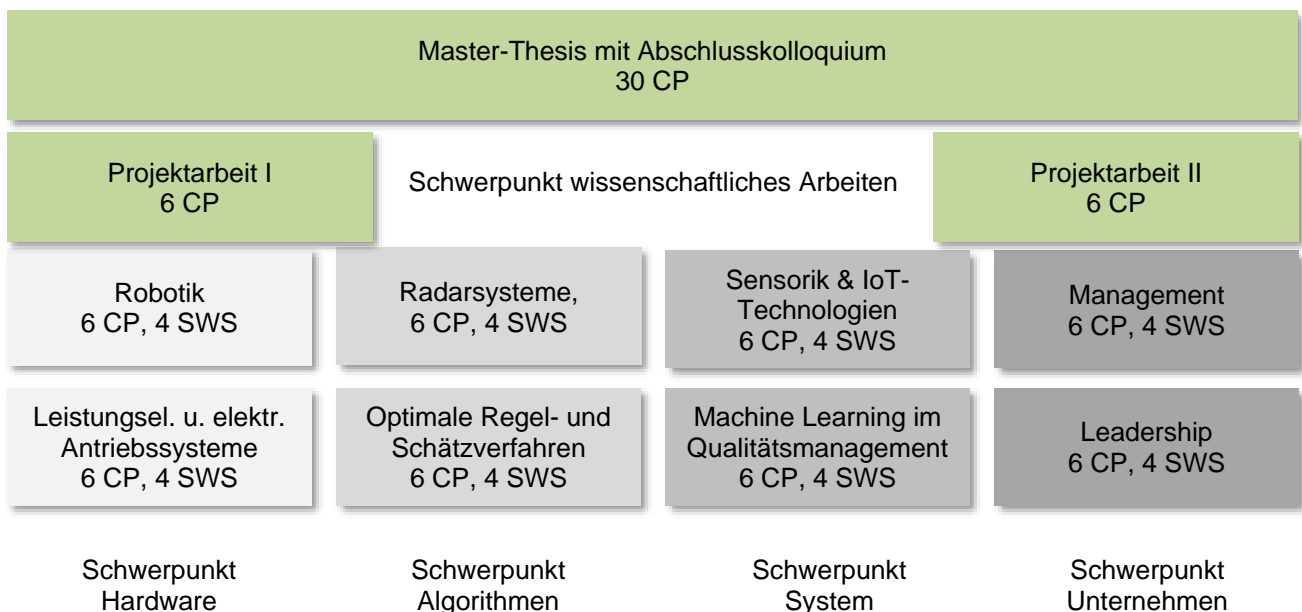 Master-Thesis mit Abschlusskolloquium
30 CP
Projektarbeit I
6 CP
Schwerpunkt wissenschaftliches Arbeiten
Projektarbeit II
6 CP
Robotik
6 CP, 4 SWS
Radarsysteme,
6 CP, 4 SWS
Sensorik & IoT-
Technologien
6 CP, 4 SWS
Management
6 CP, 4 SWS
Leistungsel. u. elektr.
Antriebssysteme
6 CP, 4 SWS
Optimale Regel- und
Schätzverfahren
6 CP, 4 SWS
Machine Learning im
Qualitätsmanagement
6 CP, 4 SWS
Leadership
6 CP, 4 SWS
Schwerpunkt
Hardware
Schwerpunkt
Algorithmen
Schwerpunkt
System
Schwerpunkt
Unternehmen